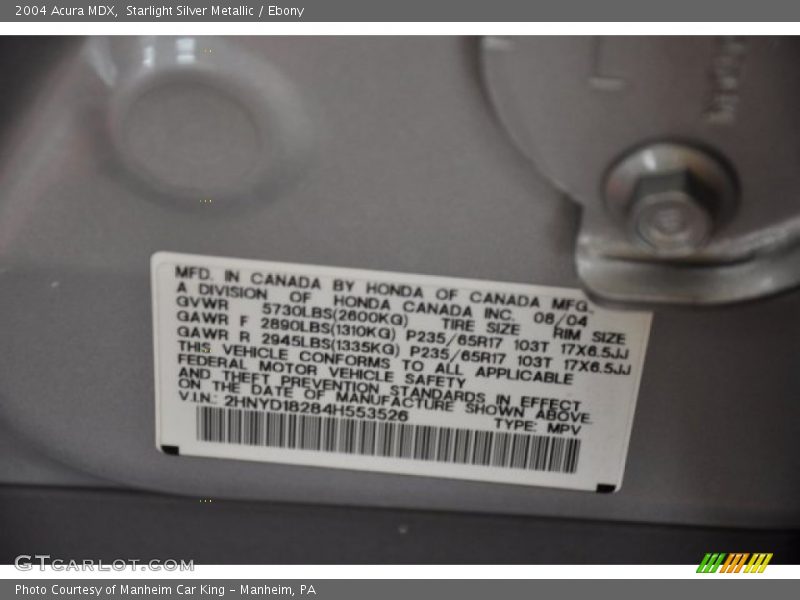 2004 Acura MDX,  Starlight Silver Metallic / Ebony
MFD. IN CANADA BY HONDA OF CANADA MFG.
A DIVISION OF HONDA CANADA INC. 08/04
GVWR 5730LBS(2600KG) TIRE SIZE RIM SIZE
GAWR F 2890LBS(1310KG) P235/65R17 103T 17X6.5JJ
GAWR R 2945LBS(1335KG) P235/65R17 103T 17X6.5JJ
THIS VEHICLE CONFORMS TO ALL APPLICABLE
FEDERAL MOTOR VEHICLE SAFETY
AND THEFT PREVENTION STANDARDS IN EFFECT
ON THE DATE OF MANUFACTURE SHOWN ABOVE.
V.I.N.: 2HNYD18284H553526 TYPE: MPV
GTCARLOT.COM
Photo Courtesy of Manheim Car King - Manheim, PA